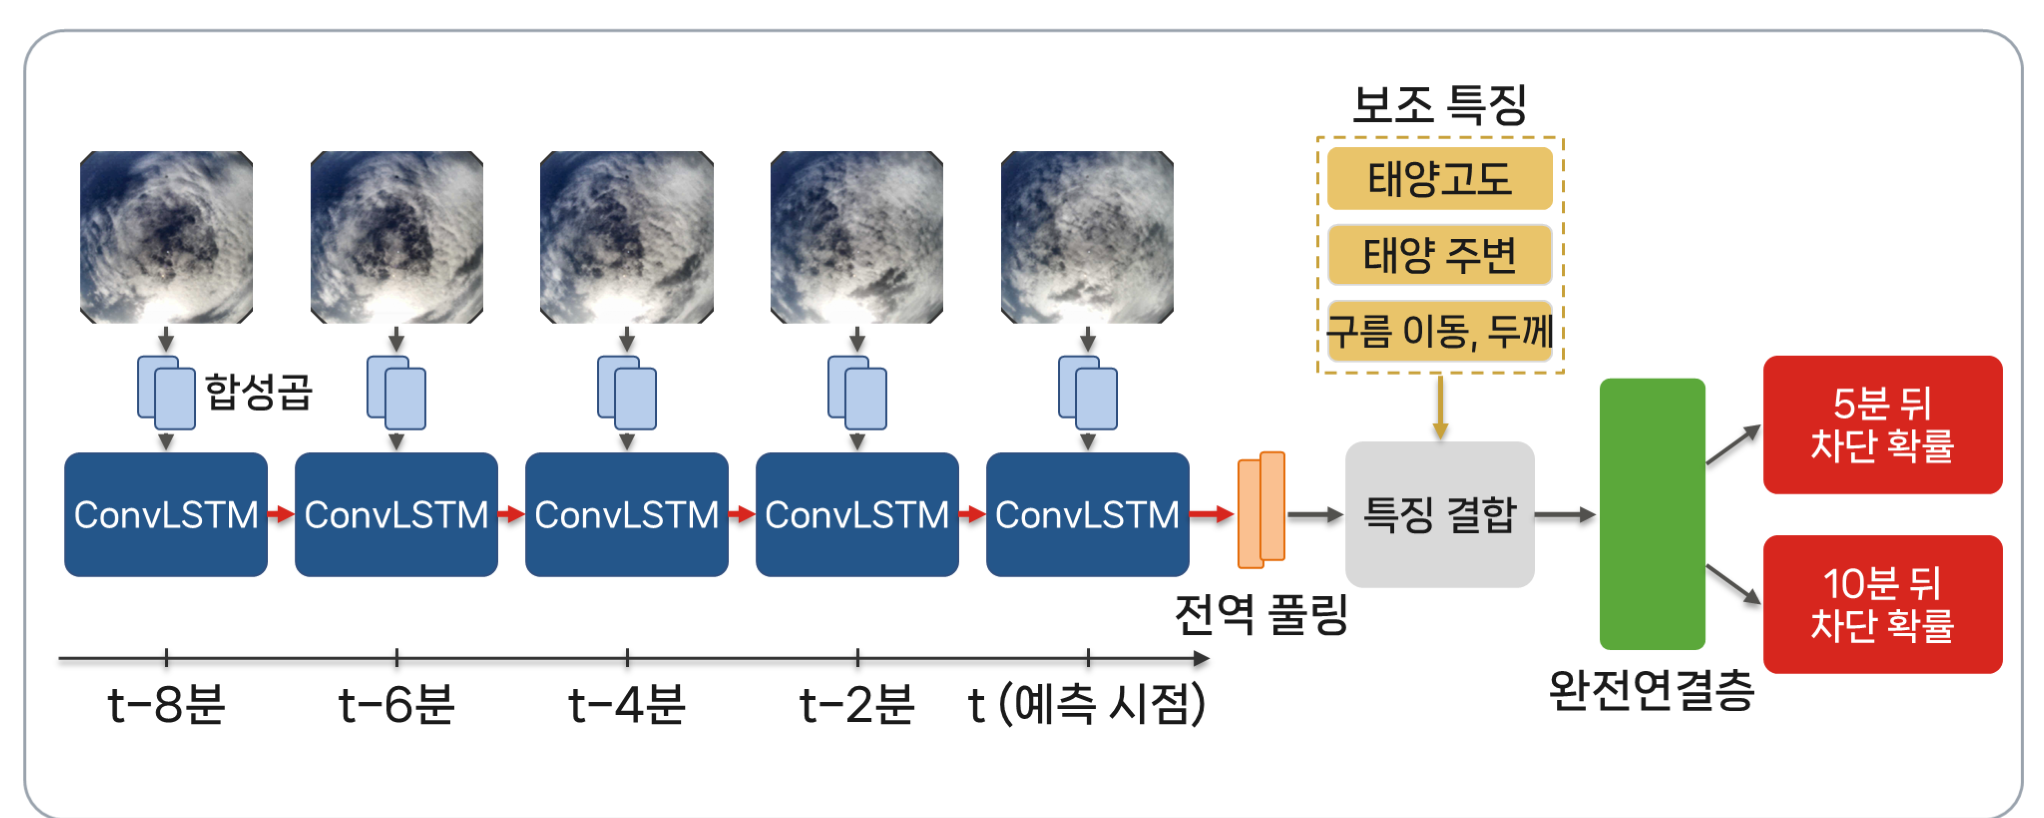 보조 특징
태양고도
태양 주변
구름 이동, 두께
합성곱
ConvLSTM
ConvLSTM
ConvLSTM
ConvLSTM
ConvLSTM
전역 풀링
특징 결합
완전연결층
5분 뒤
차단 확률
10분 뒤
차단 확률
t-8분
t-6분
t-4분
t-2분
t (예측 시점)